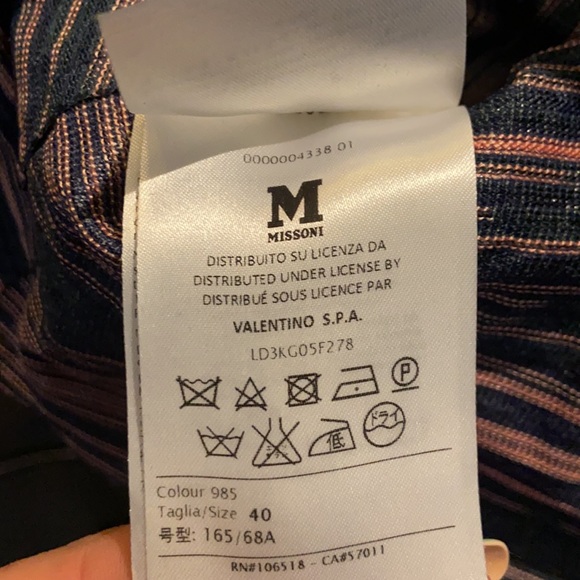 0000004338 01
M
MISSONI
DISTRIBUITO SU LICENZA DA
DISTRIBUTED UNDER LICENSE BY
DISTRIBUÉ SOUS LICENCE PAR
VALENTINO S.P.A.
LD3KG05F278
P
低 ドライ
Colour 985
Taglia/Size 40
号型: 165/68A
RN#106518 - CA#57011